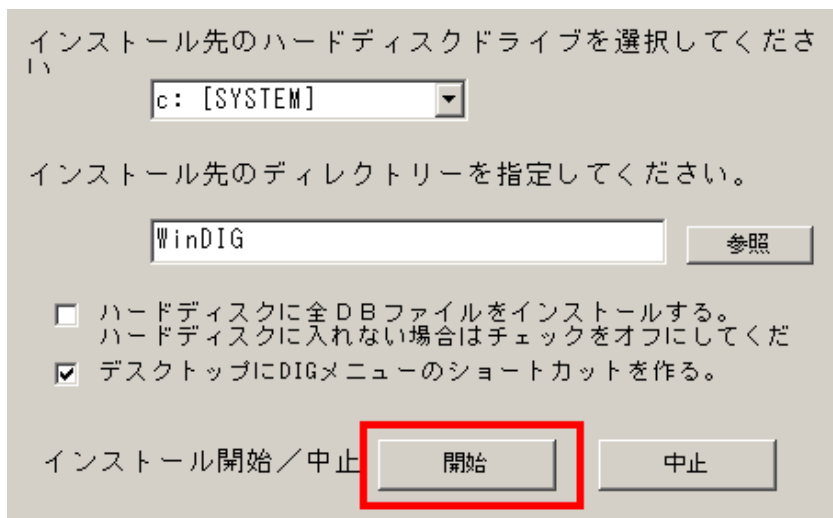 インストール先のハードディスクドライブを選択してくださ
い
c: [SYSTEM]
インストール先のディレクトリーを指定してください。
WinDIG
参照
ハードディスクに全DBファイルをインストールする。
ハードディスクに入れない場合はチェックをオフにしてくだ
デスクトップにDIGメニューのショートカットを作る。
インストール開始/中止 開始 中止